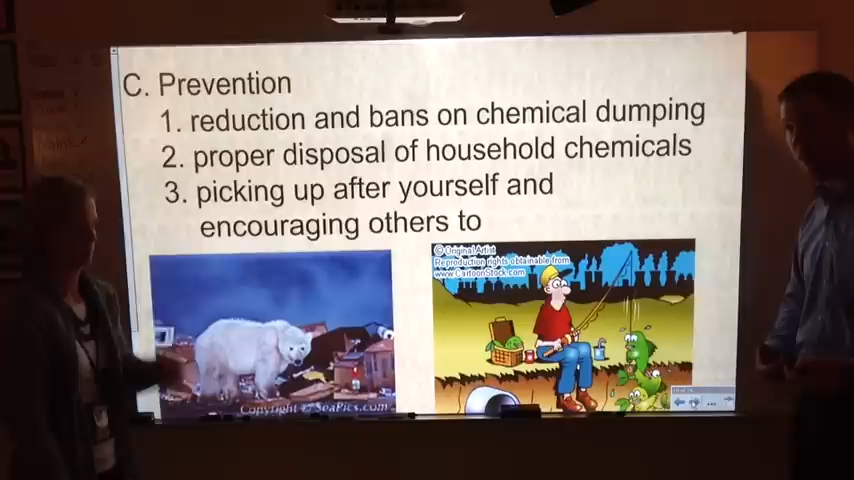 C. Prevention
1. reduction and bans on chemical dumping
2. proper disposal of household chemicals
3. picking up after yourself and
encouraging others to
© Original Artist
Reproduction rights obtainable from
www.CartoonStock.com
Copyright © SeaPics.com